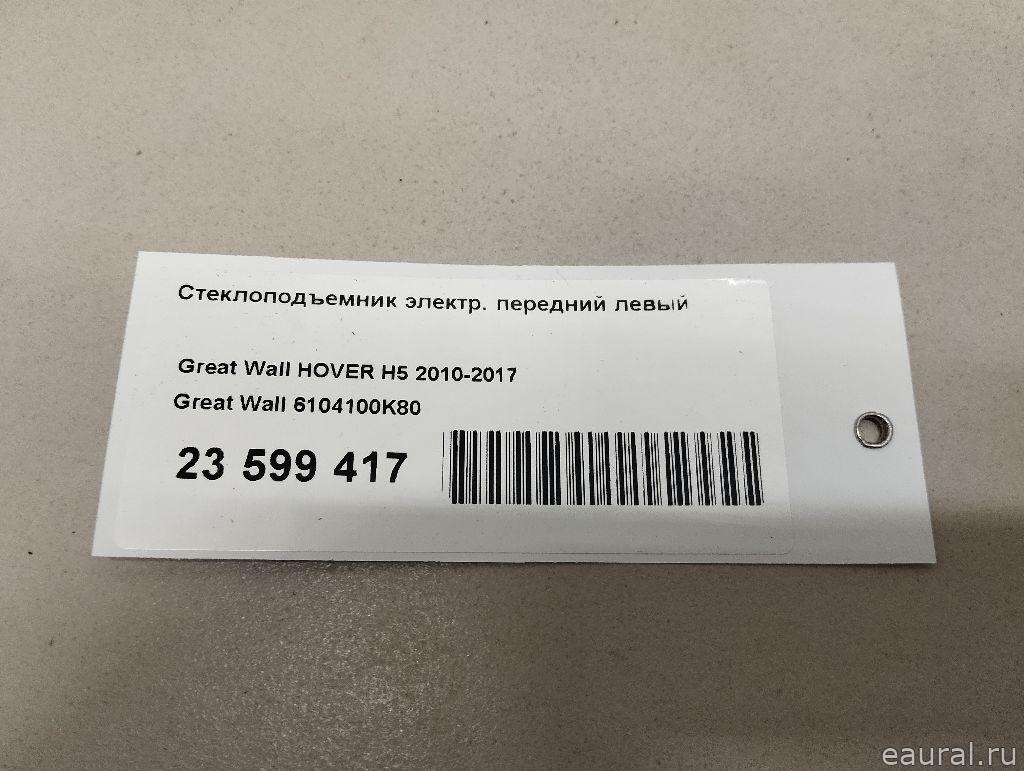 Стеклоподъемник электр. передний левый
Great Wall HOVER H5 2010-2017
Great Wall 6104100K80
23 599 417
eaural.ru